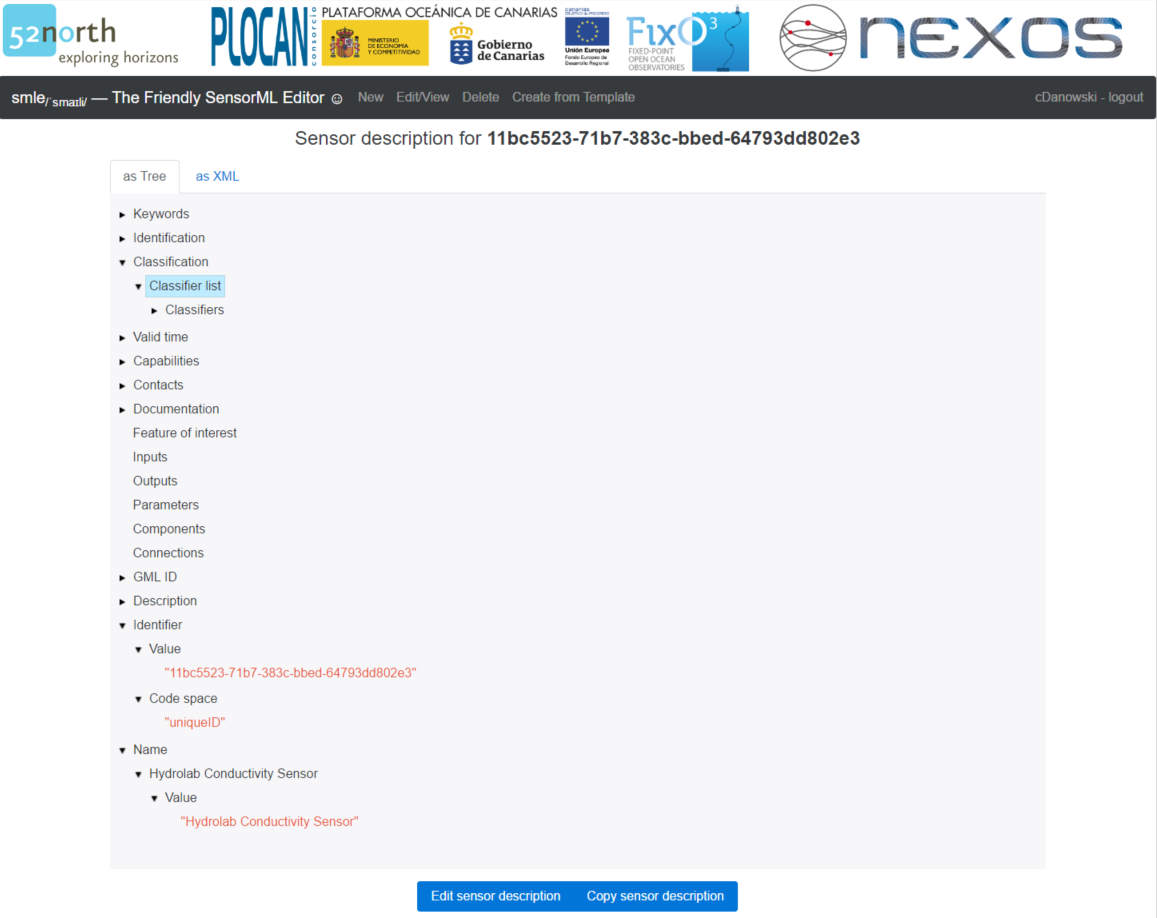 52north
exploring horizons
PLOCAN
consorcio
PLATAFORMA OCEÁNICA DE CANARIAS
MINISTERIO
DE ECONOMÍA
Y COMPETITIVIDAD
Gobierno
de Canarias
Unión Europea
Fondo Europeo de
Desarrollo Regional
FixO3
FIXED-POINT
OPEN OCEAN
OBSERVATORIES
nexos
smle/ˈsmaɪli/ — The Friendly SensorML Editor ☺ New Edit/View Delete Create from Template cDanowski - logout
Sensor description for 11bc5523-71b7-383c-bbed-64793dd802e3
as Tree as XML
Keywords
Identification
Classification
Classifier list
Classifiers
Valid time
Capabilities
Contacts
Documentation
Feature of interest
Inputs
Outputs
Parameters
Components
Connections
GML ID
Description
Identifier
Value
"11bc5523-71b7-383c-bbed-64793dd802e3"
Code space
"uniqueID"
Name
Hydrolab Conductivity Sensor
Value
"Hydrolab Conductivity Sensor"
Edit sensor description Copy sensor description